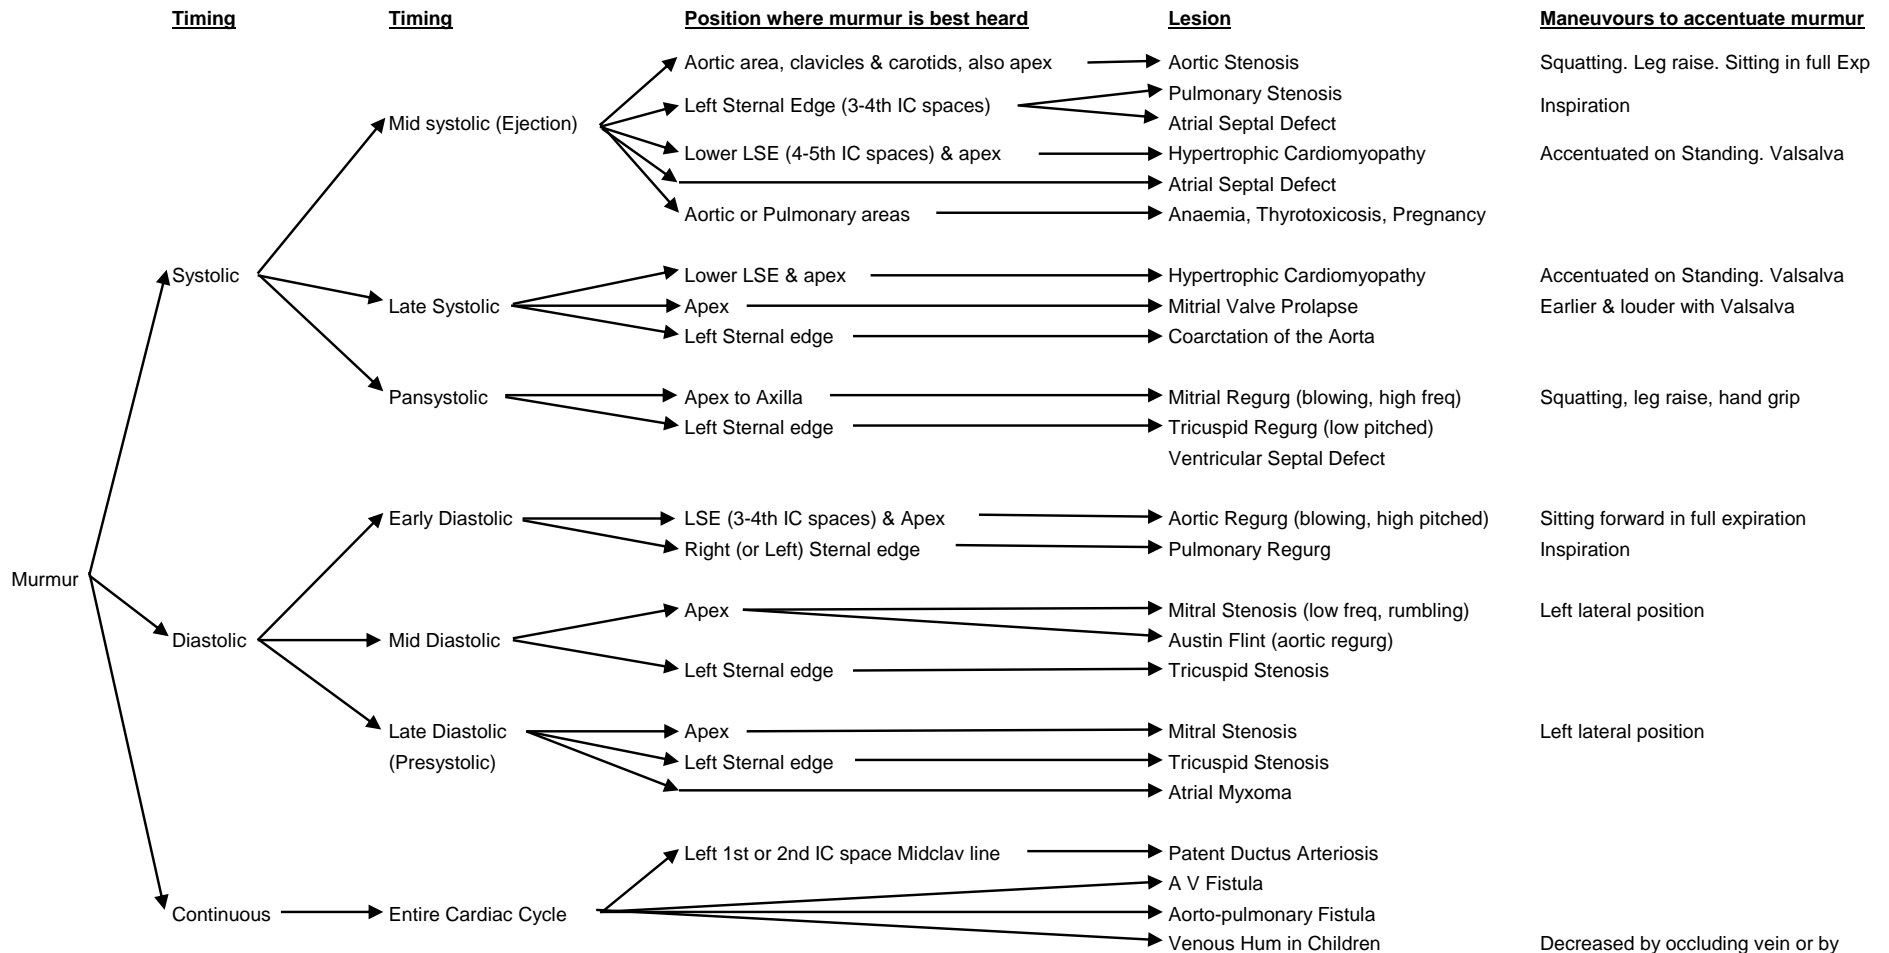 Timing Timing Position where murmur is best heard Lesion Maneuvours to accentuate murmur
Aortic area, clavicles & carotids, also apex Aortic Stenosis Squatting. Leg raise. Sitting in full Exp
Pulmonary Stenosis
Left Sternal Edge (3-4th IC spaces) Inspiration
Mid systolic (Ejection) Atrial Septal Defect
Lower LSE (4-5th IC spaces) & apex Hypertrophic Cardiomyopathy Accentuated on Standing. Valsalva
Atrial Septal Defect
Aortic or Pulmonary areas Anaemia, Thyrotoxicosis, Pregnancy
Systolic Lower LSE & apex Hypertrophic Cardiomyopathy Accentuated on Standing. Valsalva
Late Systolic Apex Mitrial Valve Prolapse Earlier & louder with Valsalva
Left Sternal edge Coarctation of the Aorta
Pansystolic Apex to Axilla Mitrial Regurg (blowing, high freq) Squatting, leg raise, hand grip
Left Sternal edge Tricuspid Regurg (low pitched)
Ventricular Septal Defect
Early Diastolic LSE (3-4th IC spaces) & Apex Aortic Regurg (blowing, high pitched) Sitting forward in full expiration
Right (or Left) Sternal edge Pulmonary Regurg Inspiration
Murmur
Apex Mitral Stenosis (low freq, rumbling) Left lateral position
Diastolic Mid Diastolic Austin Flint (aortic regurg)
Left Sternal edge Tricuspid Stenosis
Late Diastolic Apex Mitral Stenosis Left lateral position
(Presystolic) Left Sternal edge Tricuspid Stenosis
Atrial Myxoma
Left 1st or 2nd IC space Midclav line Patent Ductus Arteriosis
A V Fistula
Continuous Entire Cardiac Cycle Aorto-pulmonary Fistula
Venous Hum in Children Decreased by occluding vein or by